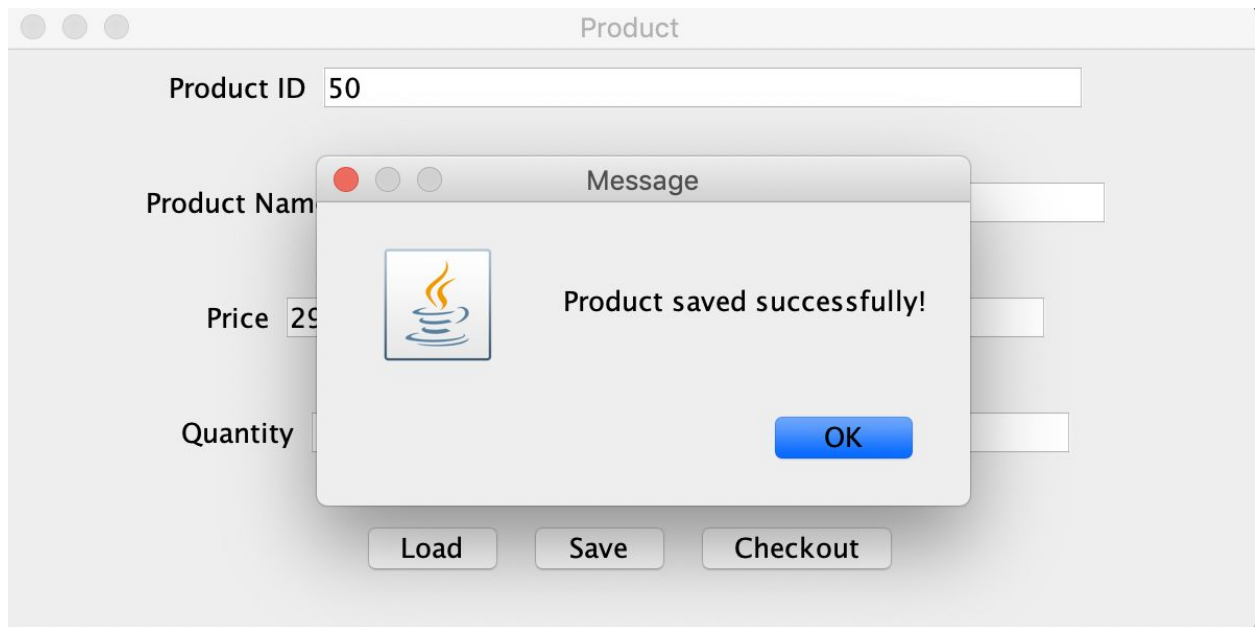 Product
Product ID 50
Message
Product Nam
Product saved successfully!
Price 29
Quantity
OK
Load Save Checkout